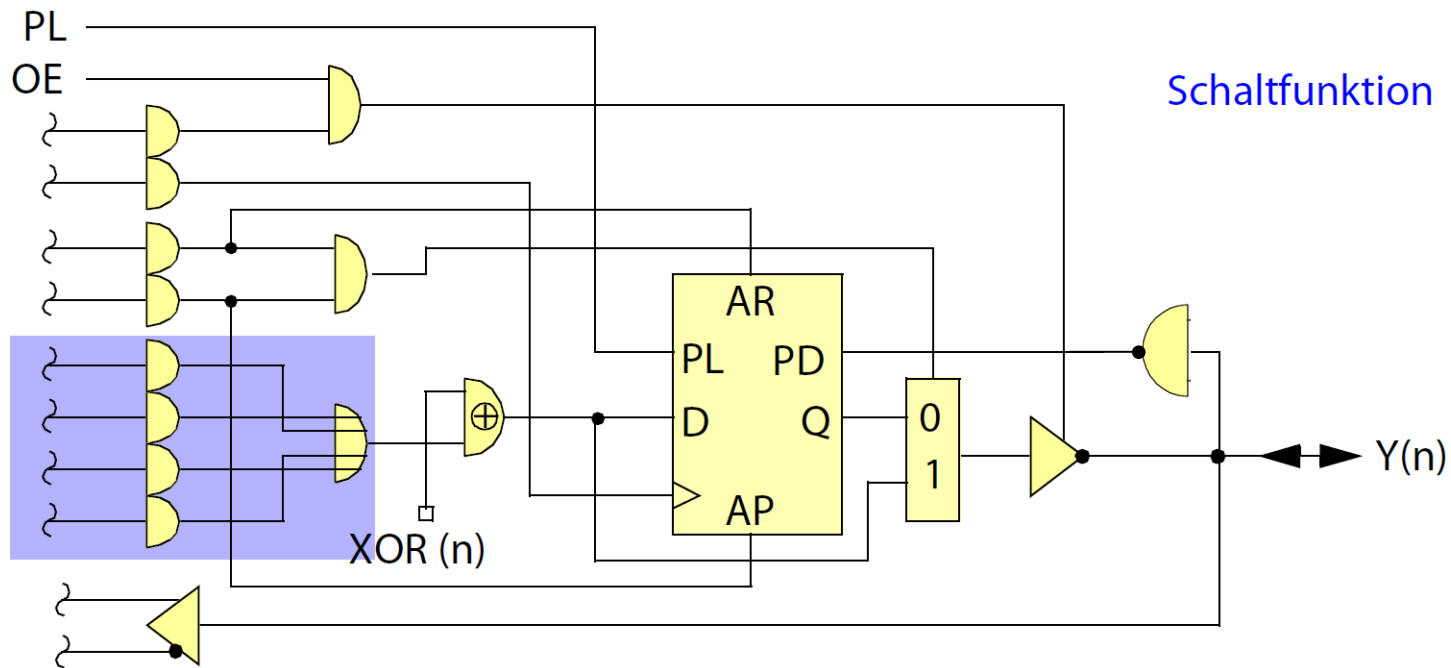 PL
OE
Schaltfunktion
AR
PL PD
D Q
AP
0
1
Y(n)
XOR (n)